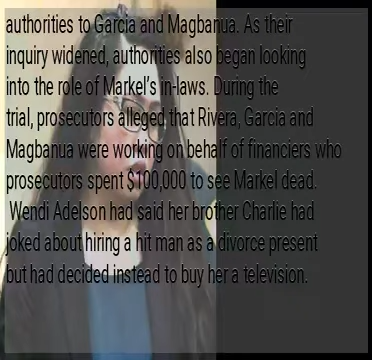 authorities to Garcia and Magbanua. As their
inquiry widened, authorities also began looking
into the role of Markel's in-laws. During the
trial, prosecutors alleged that Rivera, Garcia and
Magbanua were working on behalf of financiers who
prosecutors spent $100,000 to see Markel dead.
Wendi Adelson had said her brother Charlie had
joked about hiring a hit man as a divorce present
but had decided instead to buy her a television.